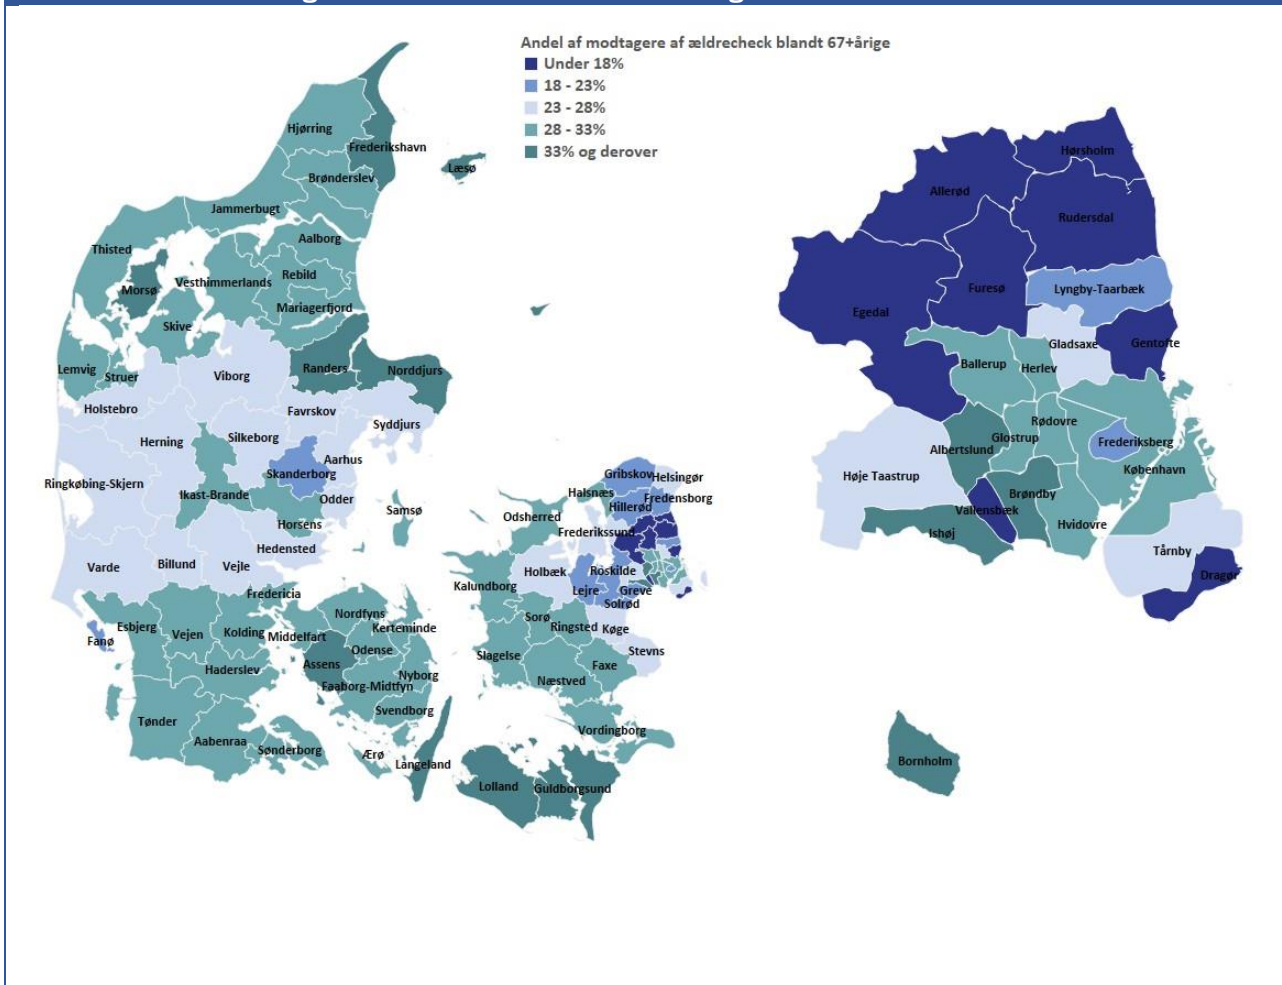 Andel af modtagere af ældrecheck blandt 67+årige
Under 18%
18 - 23%
23 - 28%
28 - 33%
33% og derover
Hjørring
Frederikshavn
Læsø
Brønderslev
Jammerbugt
Aalborg
Thisted
Rebild
Vesthimmerlands
Morsø
Mariagerfjord
Skive
Lemvig
Struer
Viborg
Randers
Norddjurs
Holstebro
Favrskov
Syddjurs
Herning
Silkeborg
Aarhus
Skanderborg
Ringkøbing-Skjern
Ikast-Brande
Odder
Horsens
Samsø
Hedensted
Varde
Billund
Vejle
Fredericia
Esbjerg
Fanø
Vejen
Kolding
Middelfart
Nordfyns
Kerteminde
Odense
Haderslev
Assens
Nyborg
Faaborg-Midtfyn
Tønder
Svendborg
Aabenraa
Sønderborg
Ærø
Langeland
Gribskov
Helsingør
Halsnæs
Hillerød
Fredensborg
Odsherred
Frederikssund
Holbæk
Roskilde
Kalundborg
Lejre
Greve
Solrød
Sorø
Ringsted
Køge
Stevns
Slagelse
Faxe
Næstved
Vordingborg
Lolland
Guldborgsund
Hørsholm
Allerød
Rudersdal
Furesø
Lyngby-Taarbæk
Egedal
Gladsaxe
Gentofte
Ballerup
Herlev
Rødovre
Glostrup
Albertslund
Frederiksberg
Høje Taastrup
København
Brøndby
Vallensbæk
Hvidovre
Ishøj
Tårnby
Dragør
Bornholm